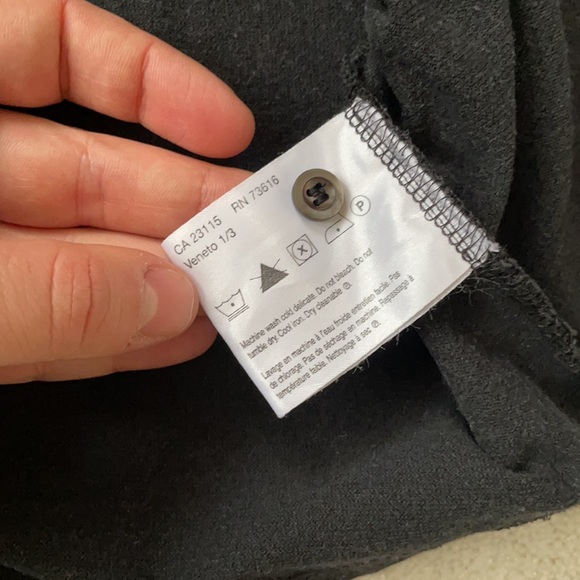 CA 23115 RN 73616
Veneto 1/3
P
Machine wash cold delicate. Do not bleach. Do not
tumble dry. Cool iron. Dry cleanable Ⓟ.
Lavage en machine à l'eau froide entretien facile. Pas
de chlorage. Pas de séchage en machine. Repassage à
température faible. Nettoyage à sec Ⓟ.